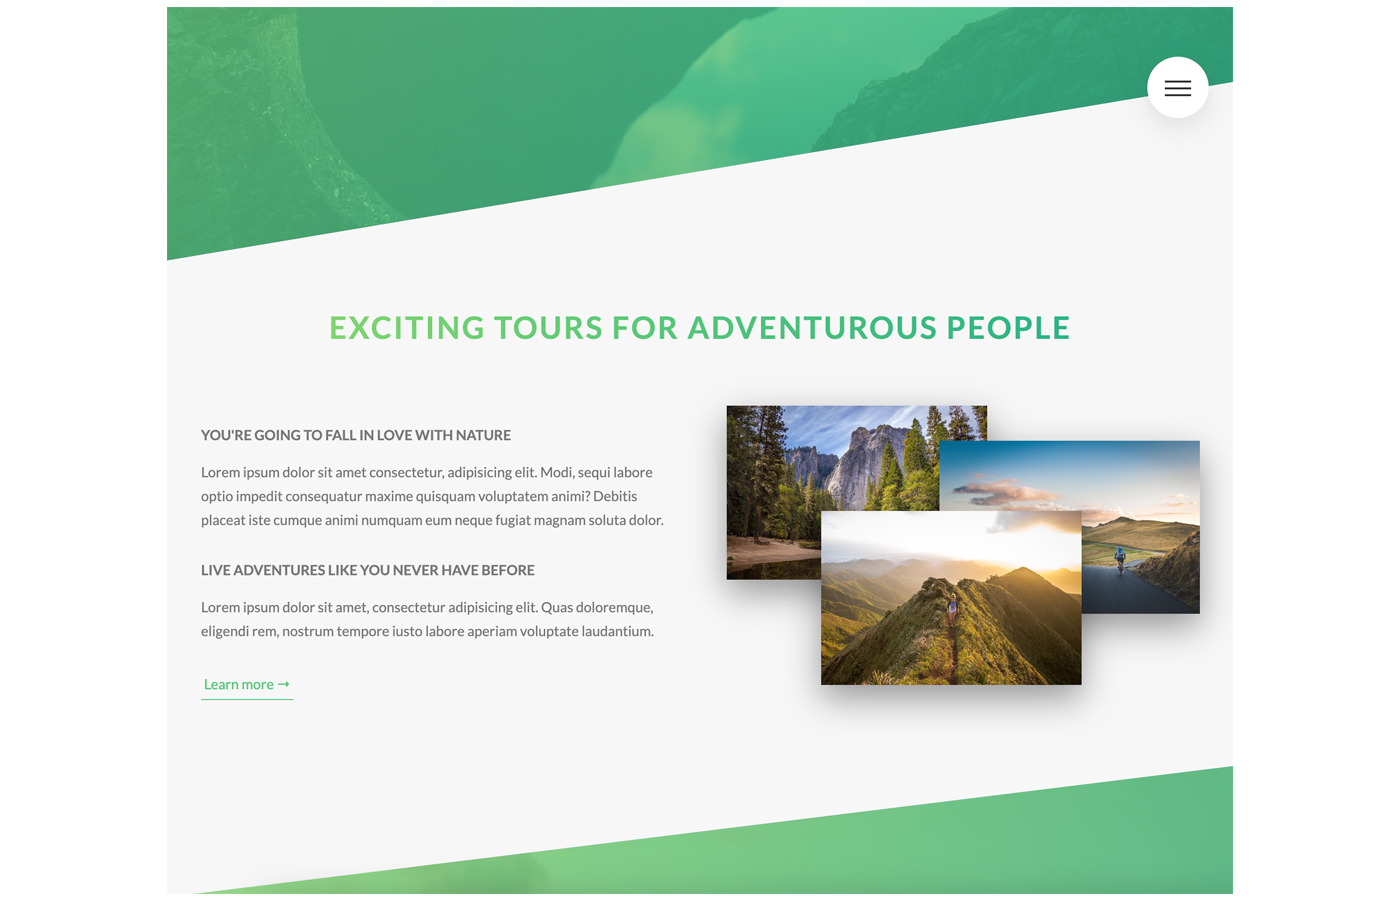 EXCITING TOURS FOR ADVENTUROUS PEOPLE
YOU'RE GOING TO FALL IN LOVE WITH NATURE
Lorem ipsum dolor sit amet consectetur, adipisicing elit. Modi, sequi labore
optio impedit consequatur maxime quisquam voluptatem animi? Debitis
placeat iste cumque animi numquam eum neque fugiat magnam soluta dolor.
LIVE ADVENTURES LIKE YOU NEVER HAVE BEFORE
Lorem ipsum dolor sit amet, consectetur adipisicing elit. Quas doloremque,
eligendi rem, nostrum tempore iusto labore aperiam voluptate laudantium.
Learn more →